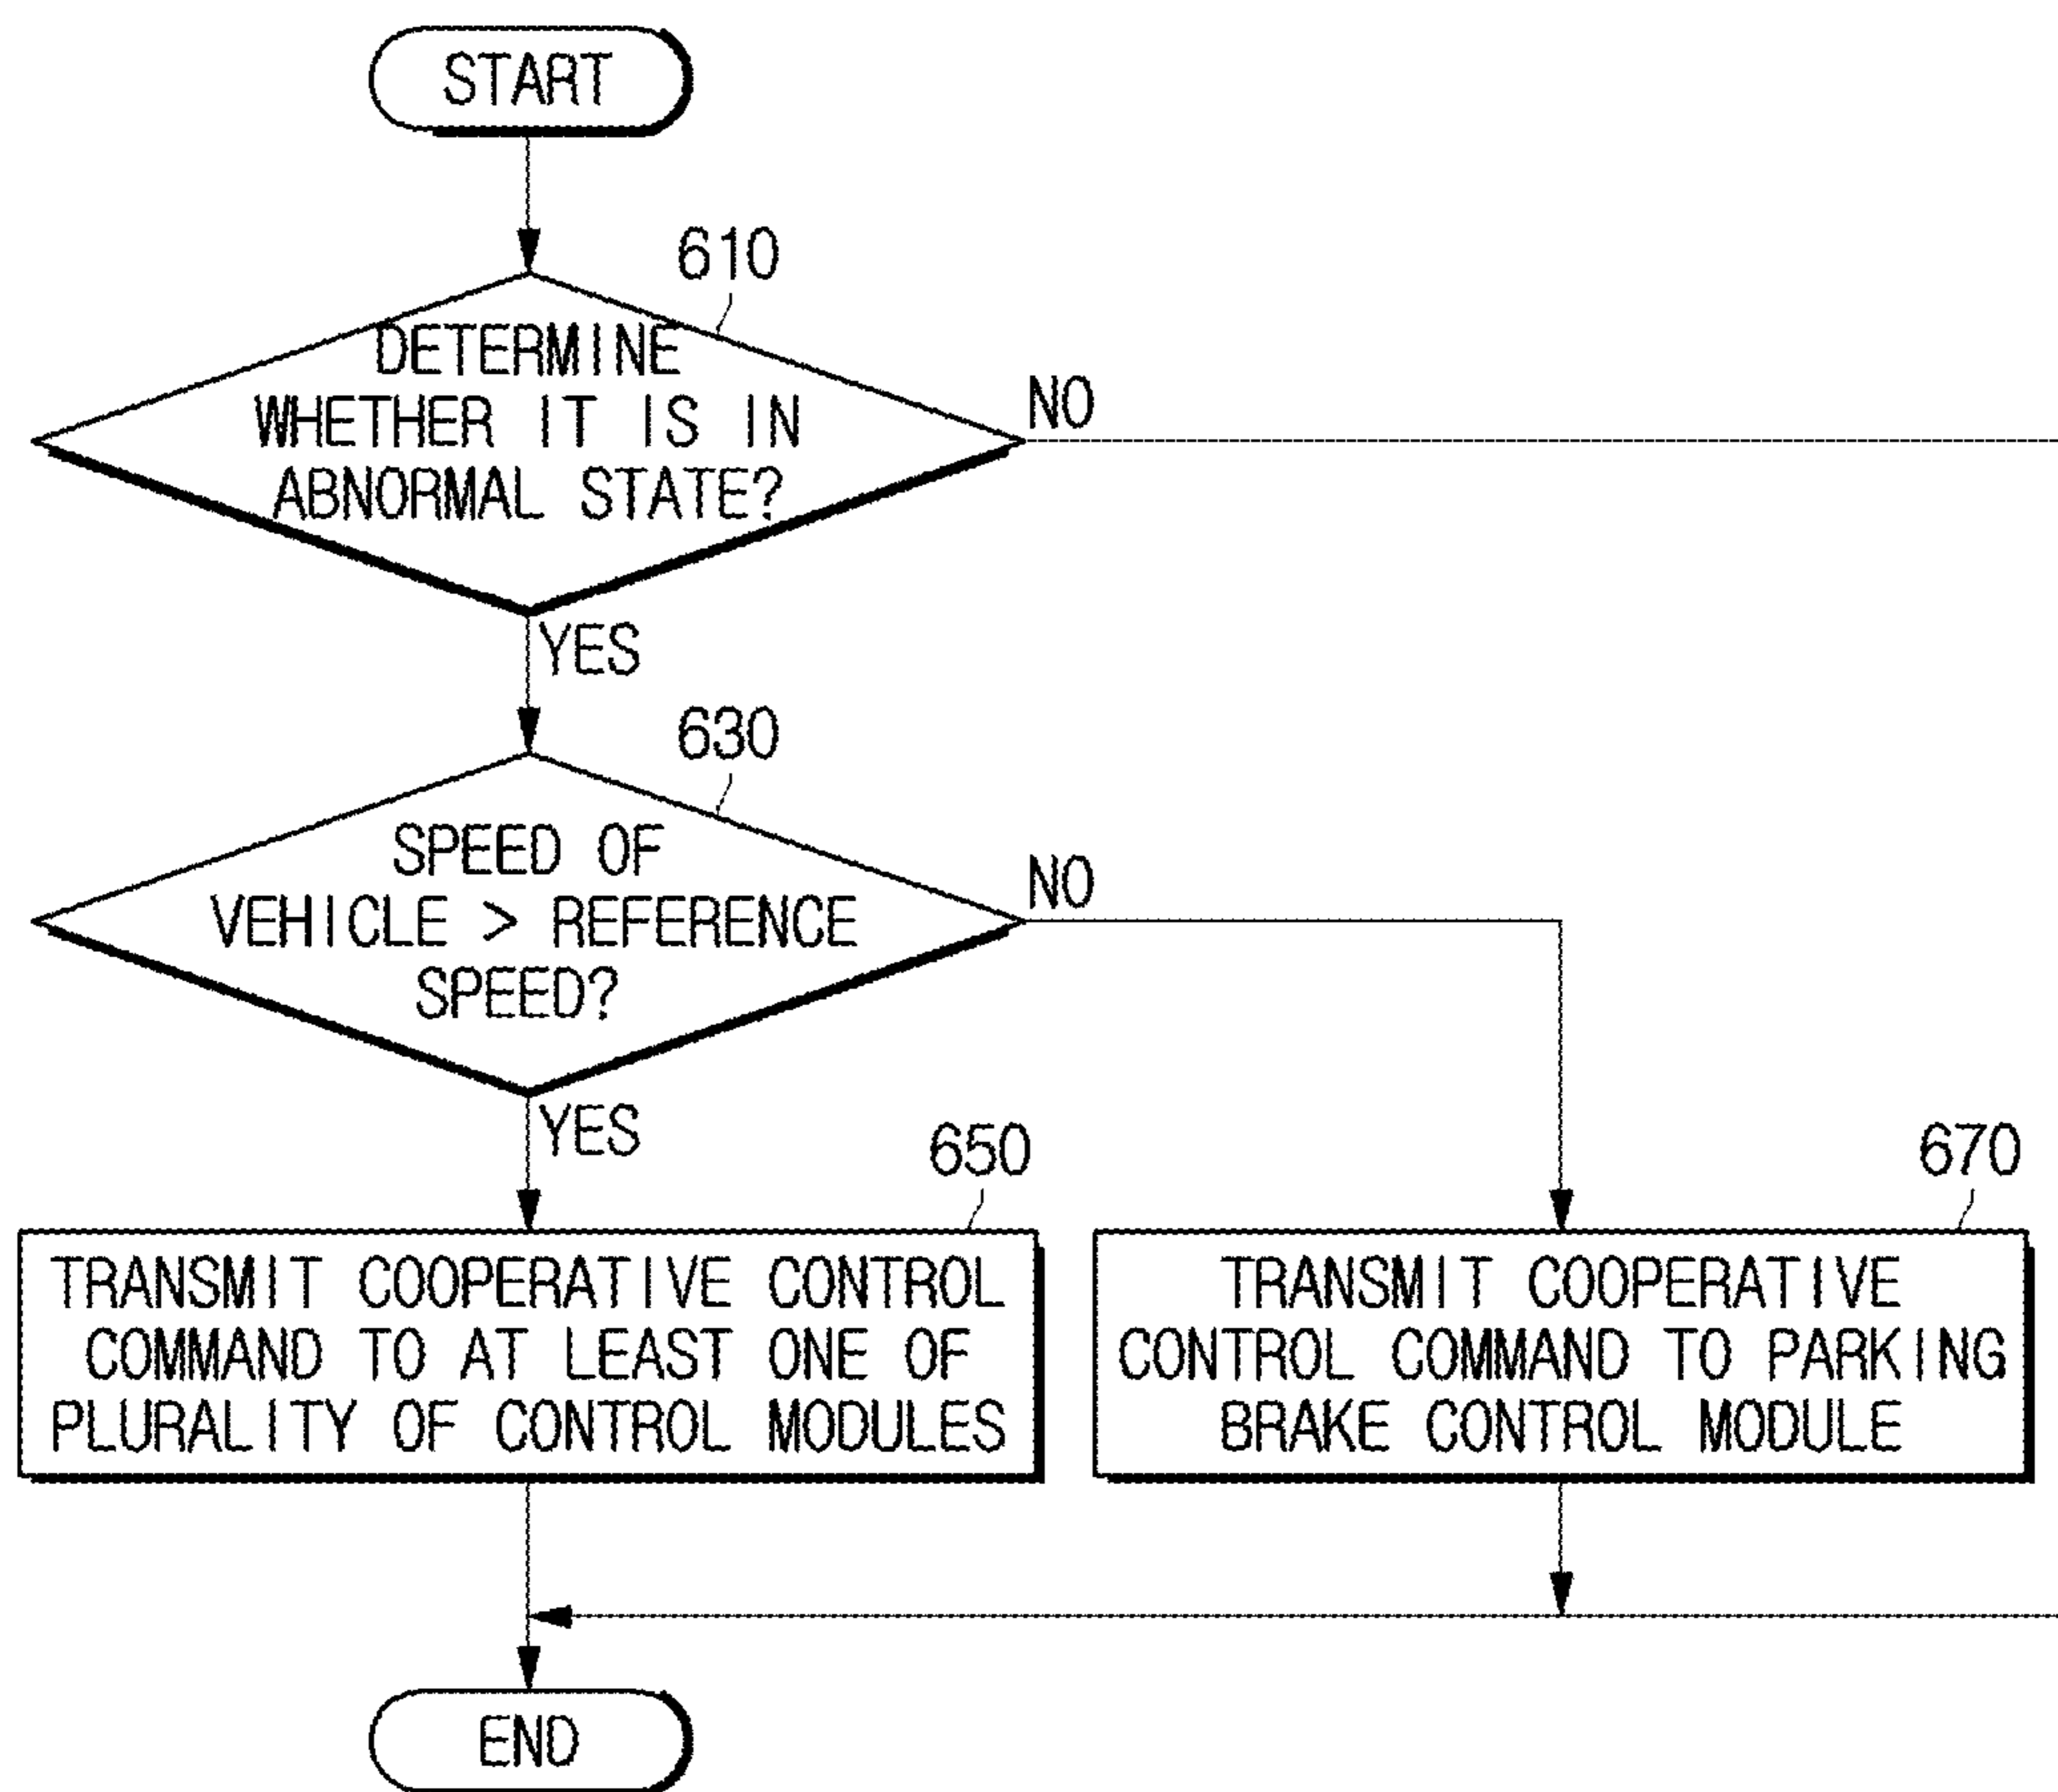 START
610
DETERMINE
WHETHER IT IS IN
ABNORMAL STATE?
NO
YES
630
SPEED OF
VEHICLE > REFERENCE
SPEED?
NO
YES
650
TRANSMIT COOPERATIVE CONTROL
COMMAND TO AT LEAST ONE OF
PLURALITY OF CONTROL MODULES
670
TRANSMIT COOPERATIVE
CONTROL COMMAND TO PARKING
BRAKE CONTROL MODULE
END